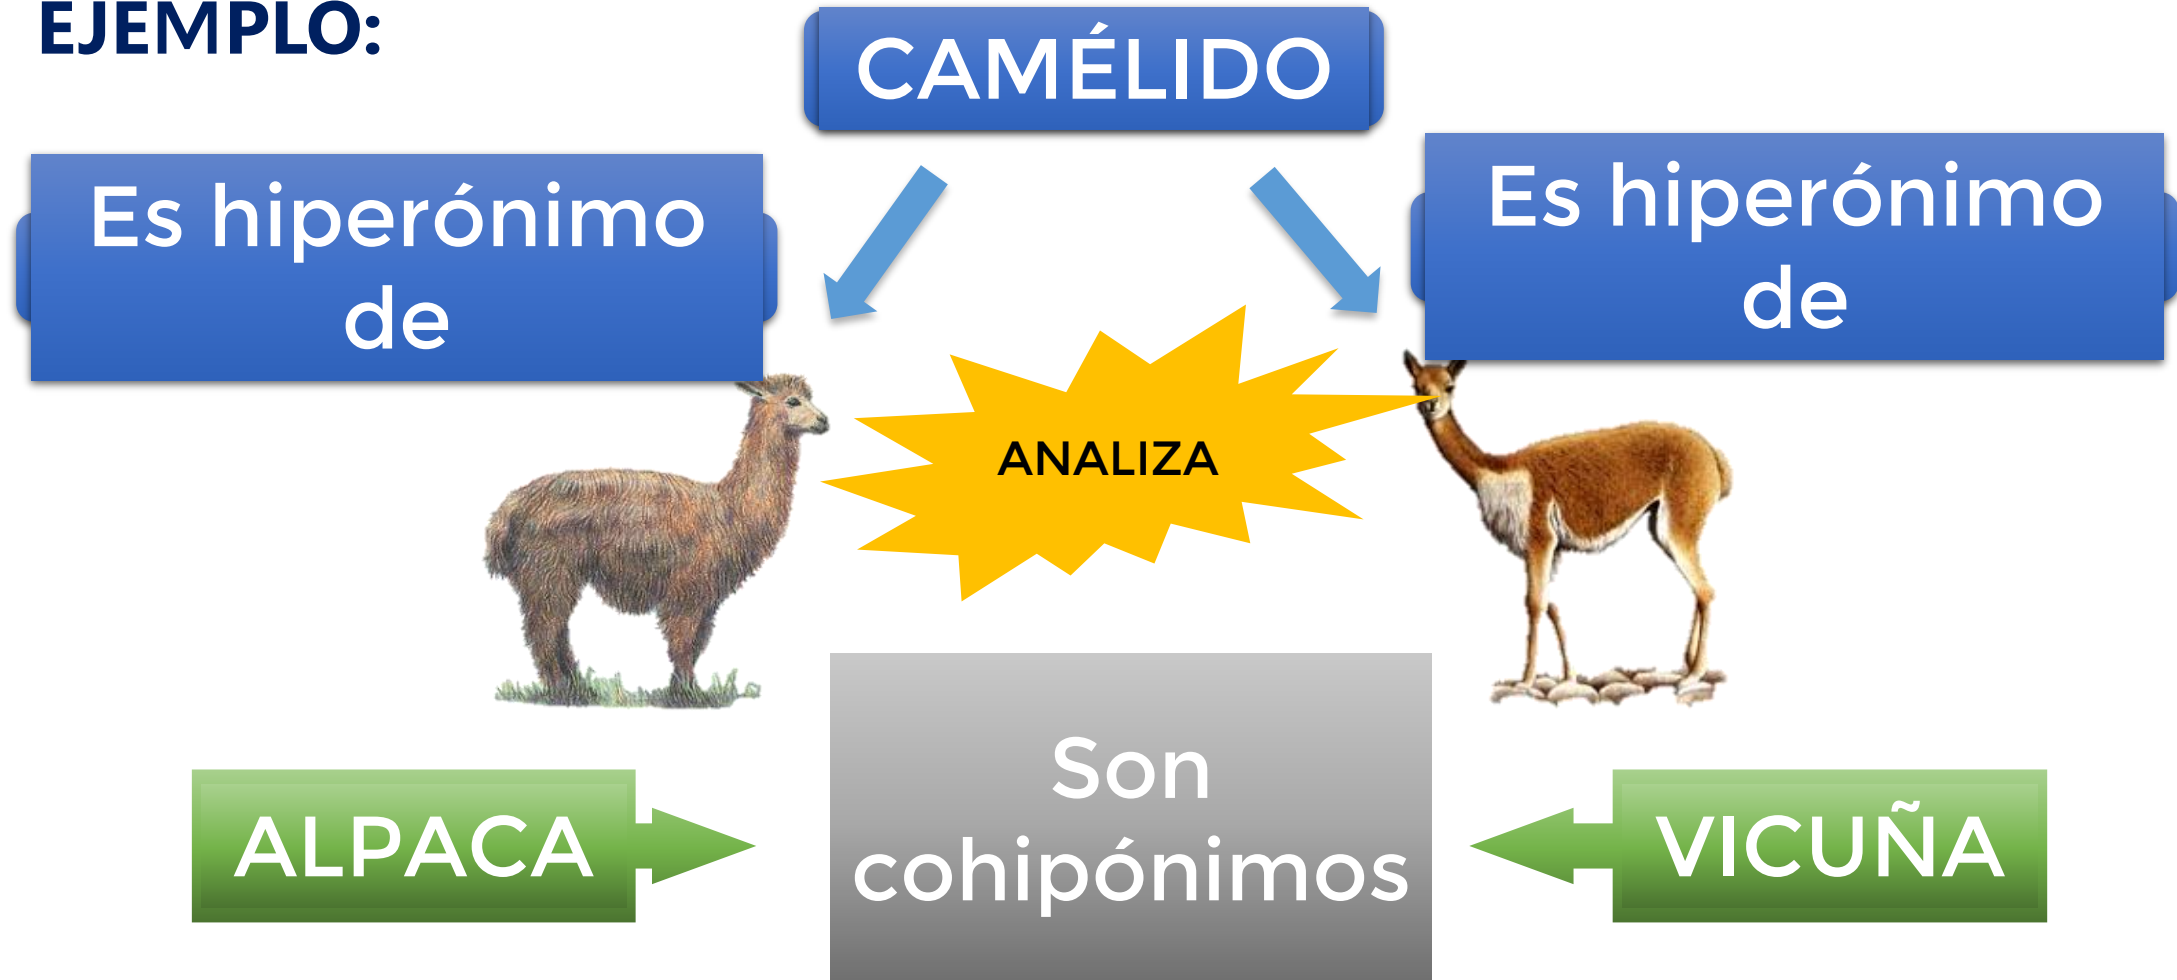 EJEMPLO:
CAMÉLIDO
Es hiperónimo
de
Es hiperónimo
de
ANALIZA
Son
cohipónimos
ALPACA
VICUÑA